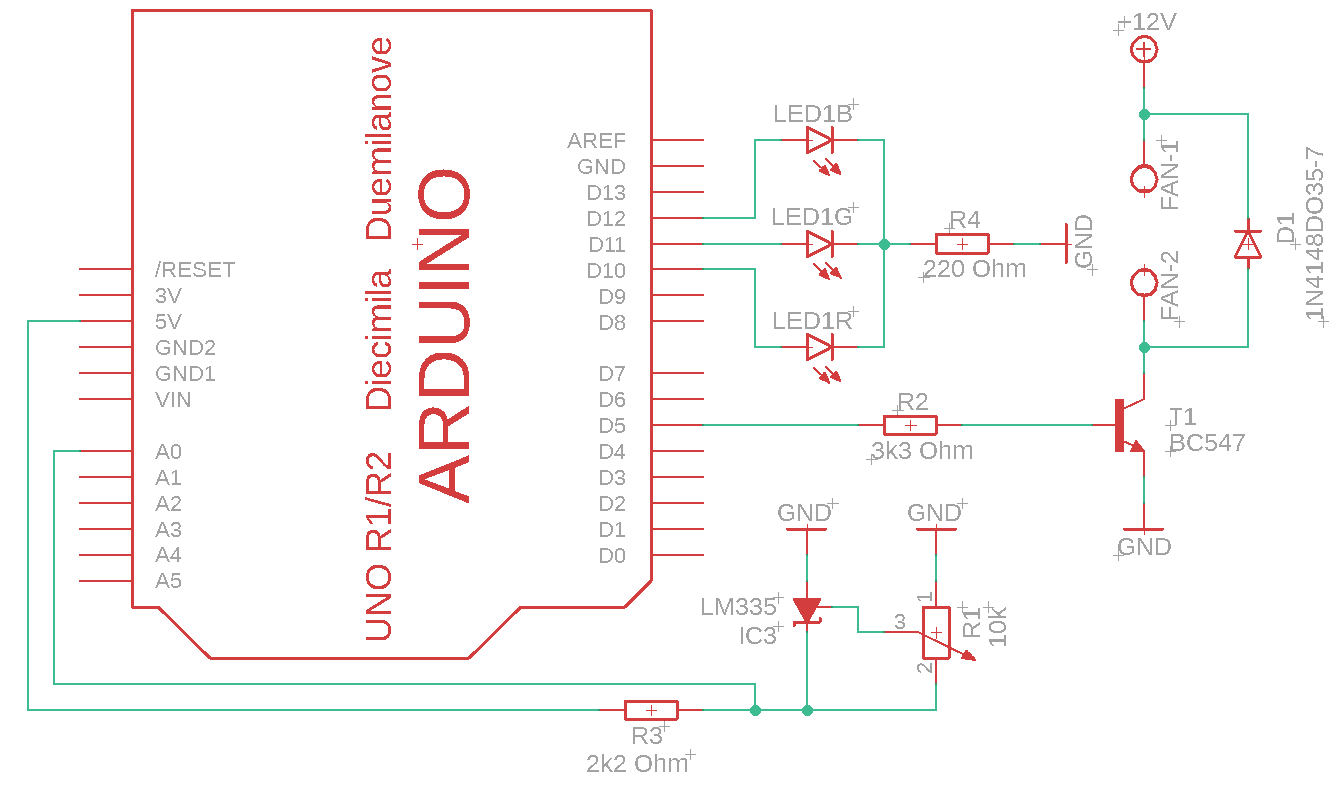 UNO R1/R2 Diecimila Duemilanove
ARDUINO
/RESET
3V
5V
GND2
GND1
VIN
A0
A1
A2
A3
A4
A5
AREF
GND
D13
D12
D11
D10
D9
D8
D7
D6
D5
D4
D3
D2
D1
D0
LED1B
LED1G
LED1R
R4
220 Ohm
GND
+12V
FAN-1
FAN-2
D1
1N4148DO35-7
R2
3k3 Ohm
T1
BC547
GND
GND
GND
LM335
IC3
1
3
2
R1
10k
R3
2k2 Ohm